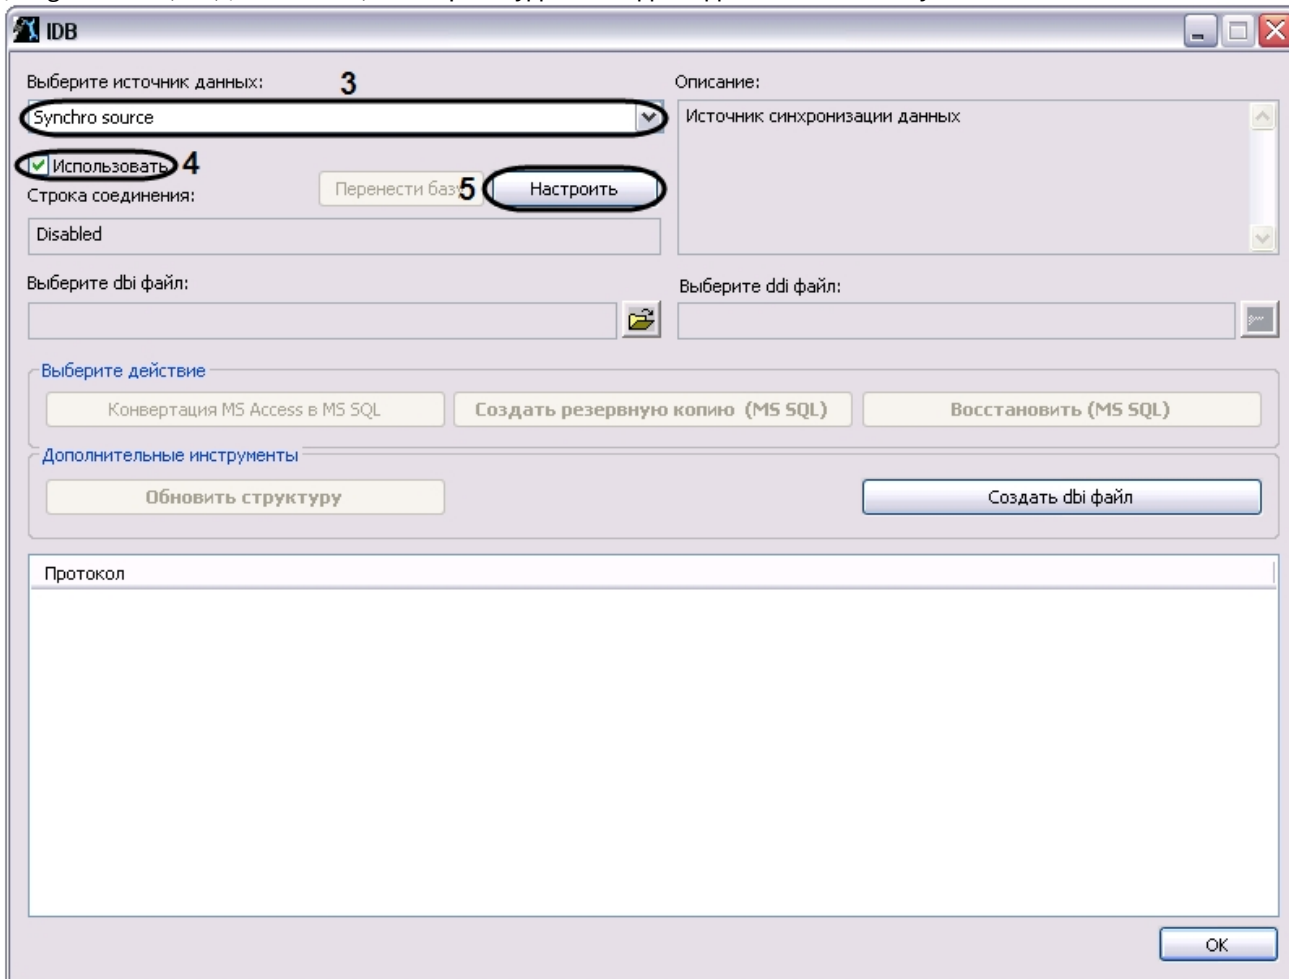 IDB
Выберите источник данных:
3
Описание:
Synchro source
Источник синхронизации данных
Использовать
4
Строка соединения:
Перенести баз
5
Настроить
Disabled
Выберите dbi файл:
Выберите ddi файл:
Выберите действие
Конвертация MS Access в MS SQL
Создать резервную копию (MS SQL)
Восстановить (MS SQL)
Дополнительные инструменты
Обновить структуру
Создать dbi файл
Протокол
OK